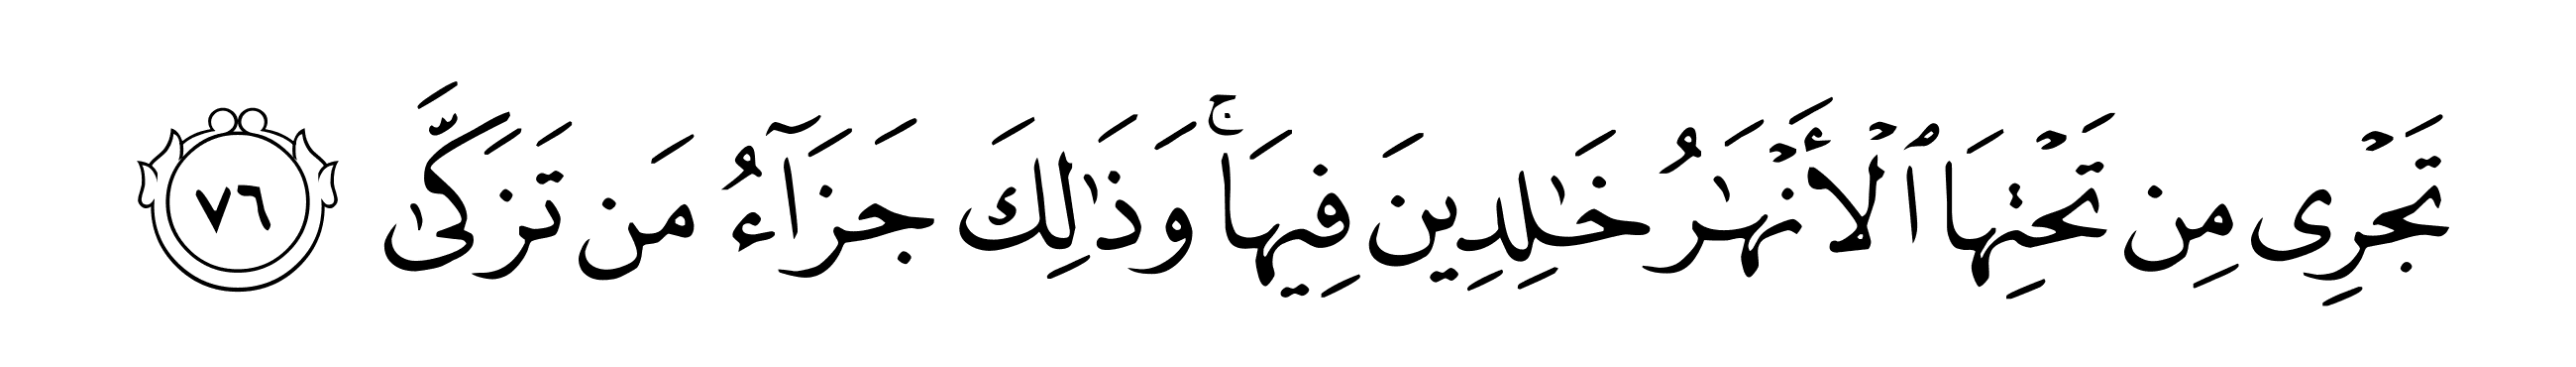 تَجْرِى مِن تَحْتِهَا ٱلْأَنْهَـٰرُ خَـٰلِدِينَ فِيهَا ۚ وَذَٰلِكَ جَزَآءُ مَن تَزَكَّىٰ ٧٦